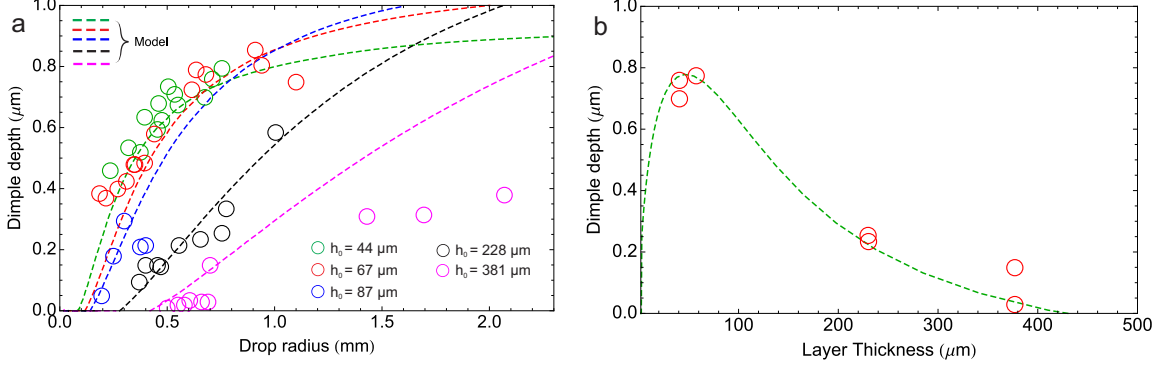 a
Model
Dimple depth (μm)
1.0
0.8
0.6
0.4
0.2
0.0
0.0 0.5 1.0 1.5 2.0
Drop radius (mm)
h₀ = 44 μm
h₀ = 67 μm
h₀ = 87 μm
h₀ = 228 μm
h₀ = 381 μm
b
Dimple depth (μm)
1.0
0.8
0.6
0.4
0.2
0.0
100 200 300 400 500
Layer Thickness (μm)